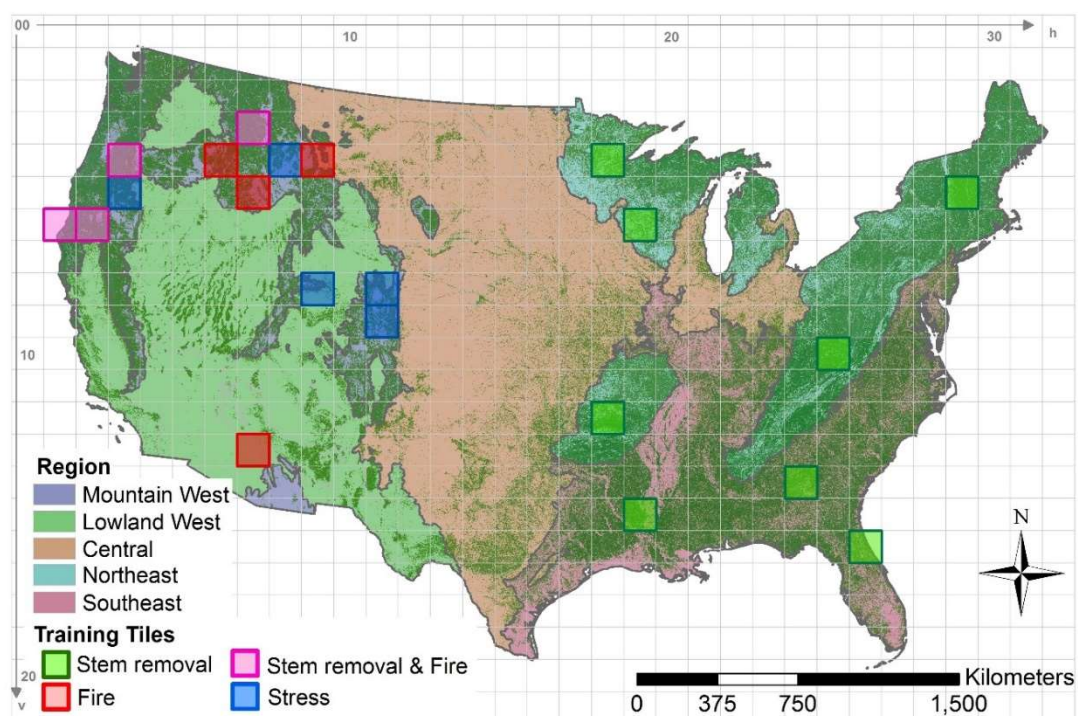 00
10
20
30
h
10
Region
Mountain West
Lowland West
Central
Northeast
Southeast
N
Training Tiles
Stem removal
Stem removal & Fire
Fire
Stress
20
v
Kilometers
0 375 750 1,500